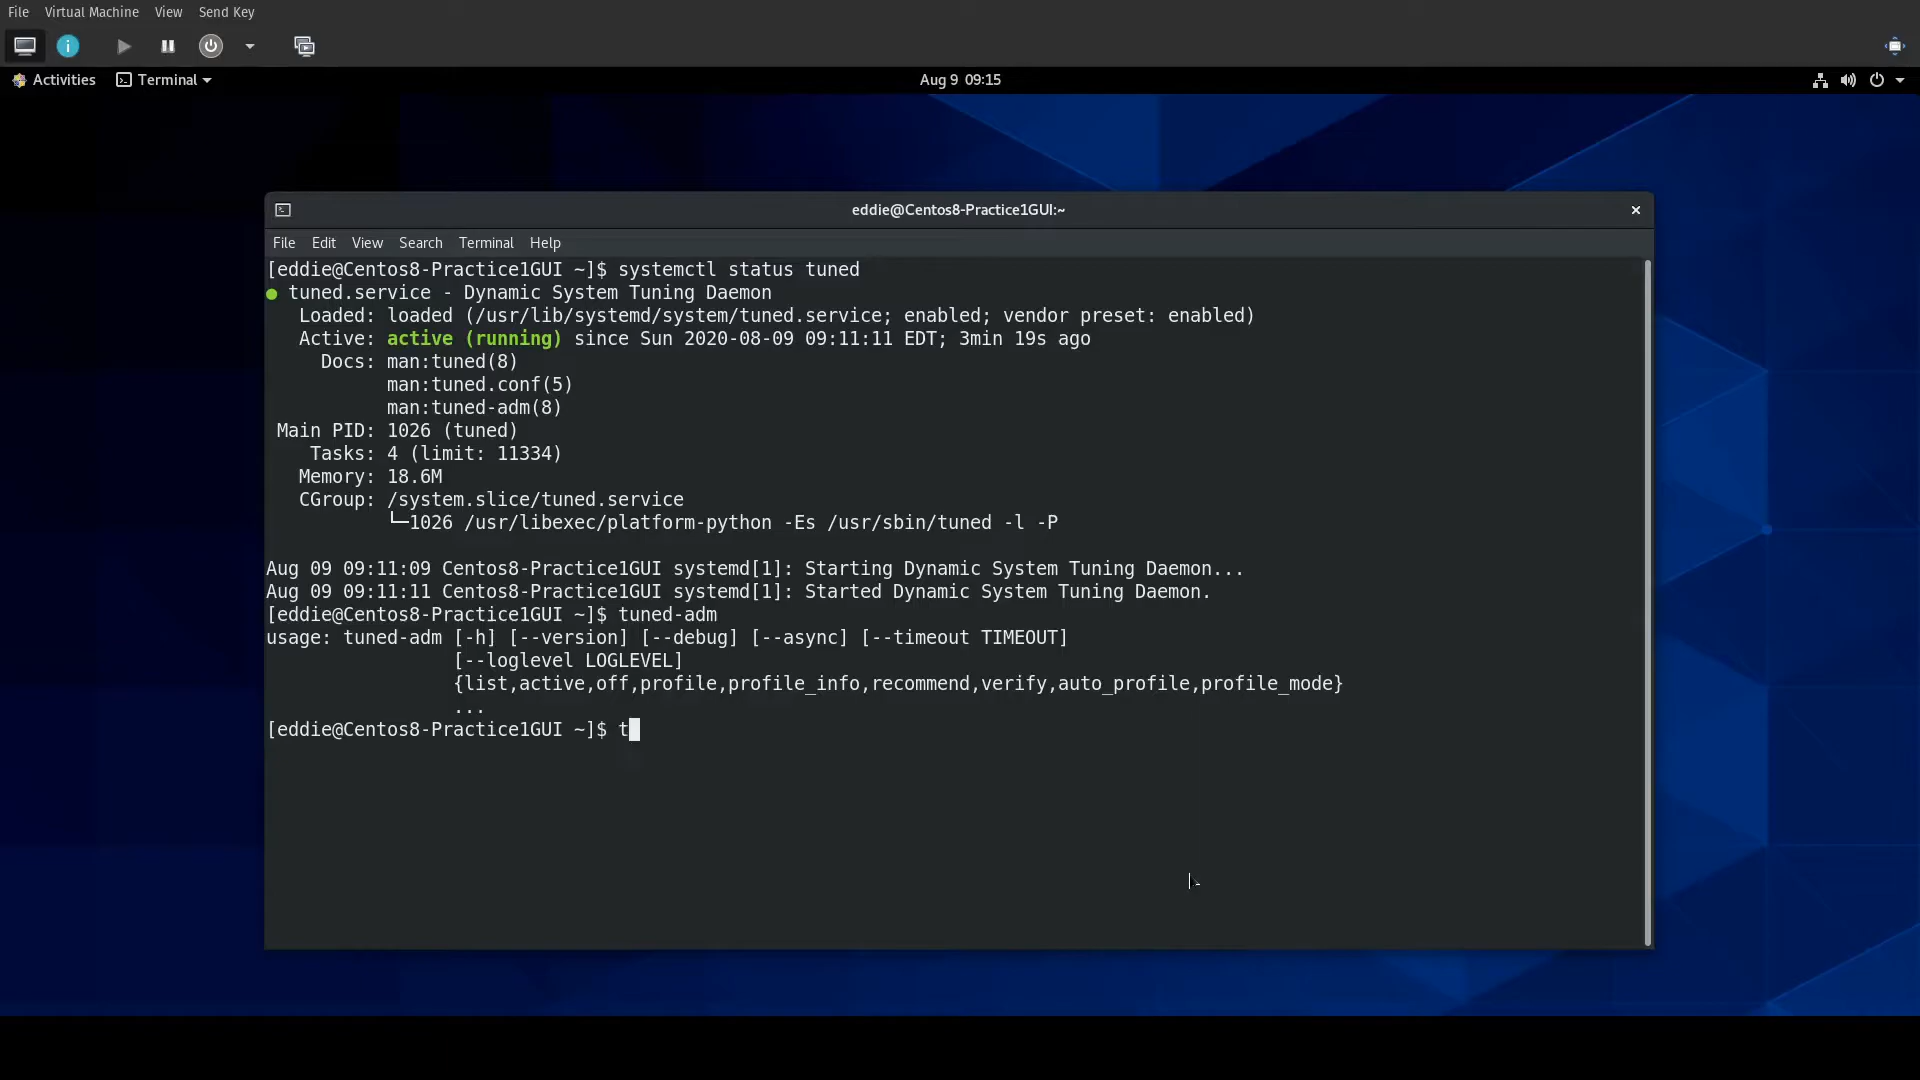 File Virtual Machine View Send Key
Activities Terminal Aug 9 09:15
eddie@Centos8-Practice1GUI:~
File Edit View Search Terminal Help
[eddie@Centos8-Practice1GUI ~]$ systemctl status tuned
● tuned.service - Dynamic System Tuning Daemon
Loaded: loaded (/usr/lib/systemd/system/tuned.service; enabled; vendor preset: enabled)
Active: active (running) since Sun 2020-08-09 09:11:11 EDT; 3min 19s ago
Docs: man:tuned(8)
man:tuned.conf(5)
man:tuned-adm(8)
Main PID: 1026 (tuned)
Tasks: 4 (limit: 11334)
Memory: 18.6M
CGroup: /system.slice/tuned.service
└─1026 /usr/libexec/platform-python -Es /usr/sbin/tuned -l -P
Aug 09 09:11:09 Centos8-Practice1GUI systemd[1]: Starting Dynamic System Tuning Daemon...
Aug 09 09:11:11 Centos8-Practice1GUI systemd[1]: Started Dynamic System Tuning Daemon.
[eddie@Centos8-Practice1GUI ~]$ tuned-adm
usage: tuned-adm [-h] [--version] [--debug] [--async] [--timeout TIMEOUT]
[--loglevel LOGLEVEL]
{list,active,off,profile,profile_info,recommend,verify,auto_profile,profile_mode}
...
[eddie@Centos8-Practice1GUI ~]$ t